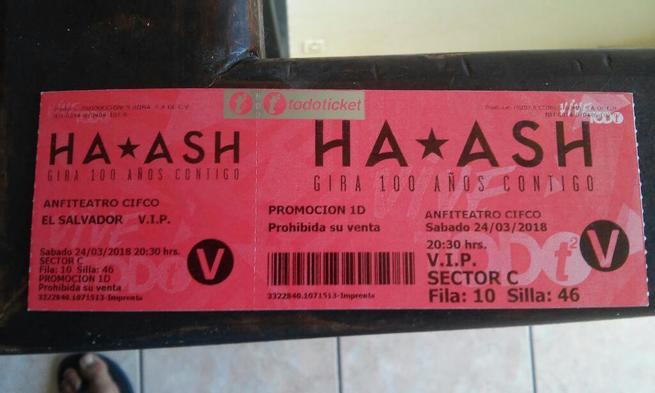 HA★ASH
GIRA 100 AÑOS CONTIGO
ANFITEATRO CIFCO
EL SALVADOR V.I.P.
Sabado 24/03/2018 20:30 hrs.
SECTOR C
Fila: 10 Silla: 46
PROMOCION 1D
Prohibida su venta
3322840.1071513-Imprenta
V
t todoticket
HA★ASH
GIRA 100 AÑOS CONTIGO
PROMOCION 1D
Prohibida su venta
3322840.1071513-Imprenta
ANFITEATRO CIFCO
Sabado 24/03/2018
20:30 hrs.
V.I.P.
SECTOR C
Fila: 10 Silla: 46
V